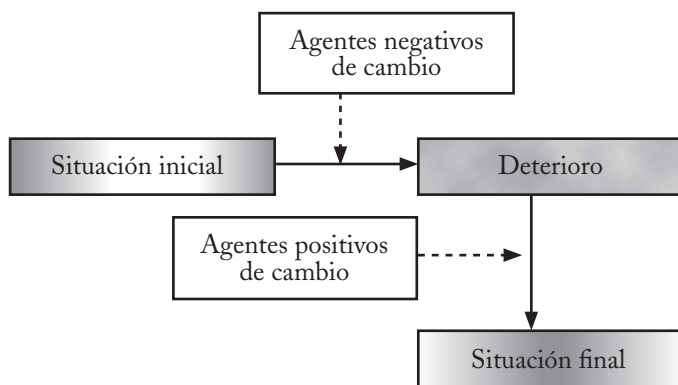 Agentes negativos
de cambio
Situación inicial
Deterioro
Agentes positivos
de cambio
Situación final